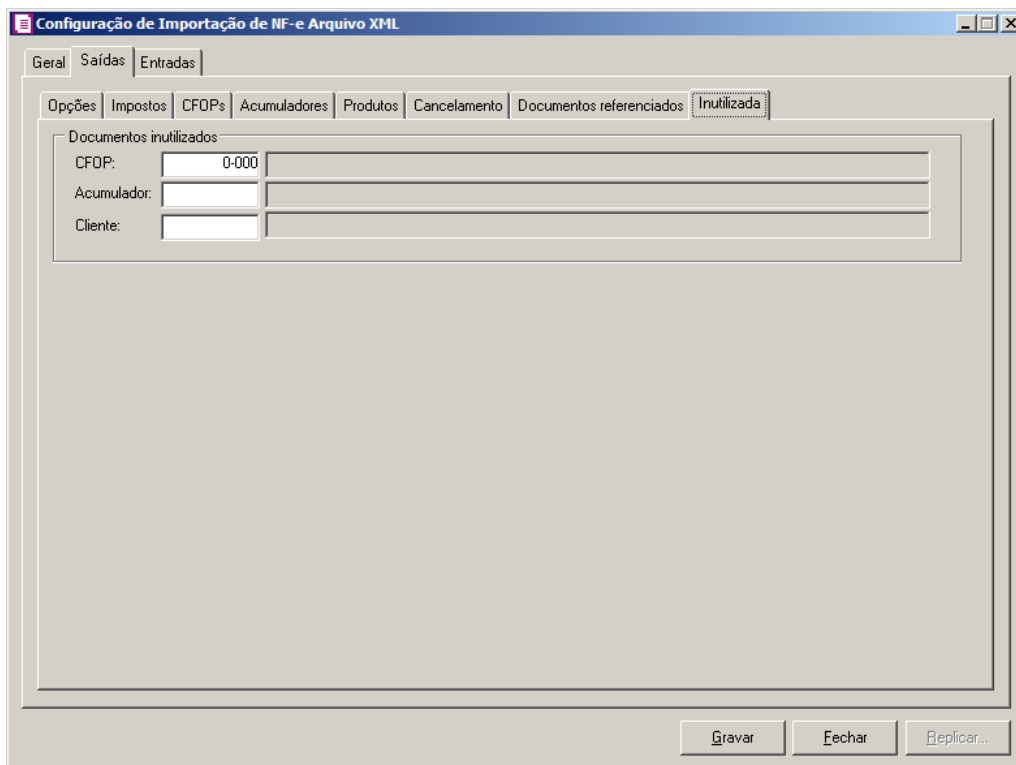 Configuração de Importação de NF-e Arquivo XML
Geral Saídas Entradas
Opções Impostos CFOPs Acumuladores Produtos Cancelamento Documentos referenciados Inutilizada
Documentos inutilizados
CFOP: 0-000
Acumulador:
Cliente:
Gravar Fechar Replicar...